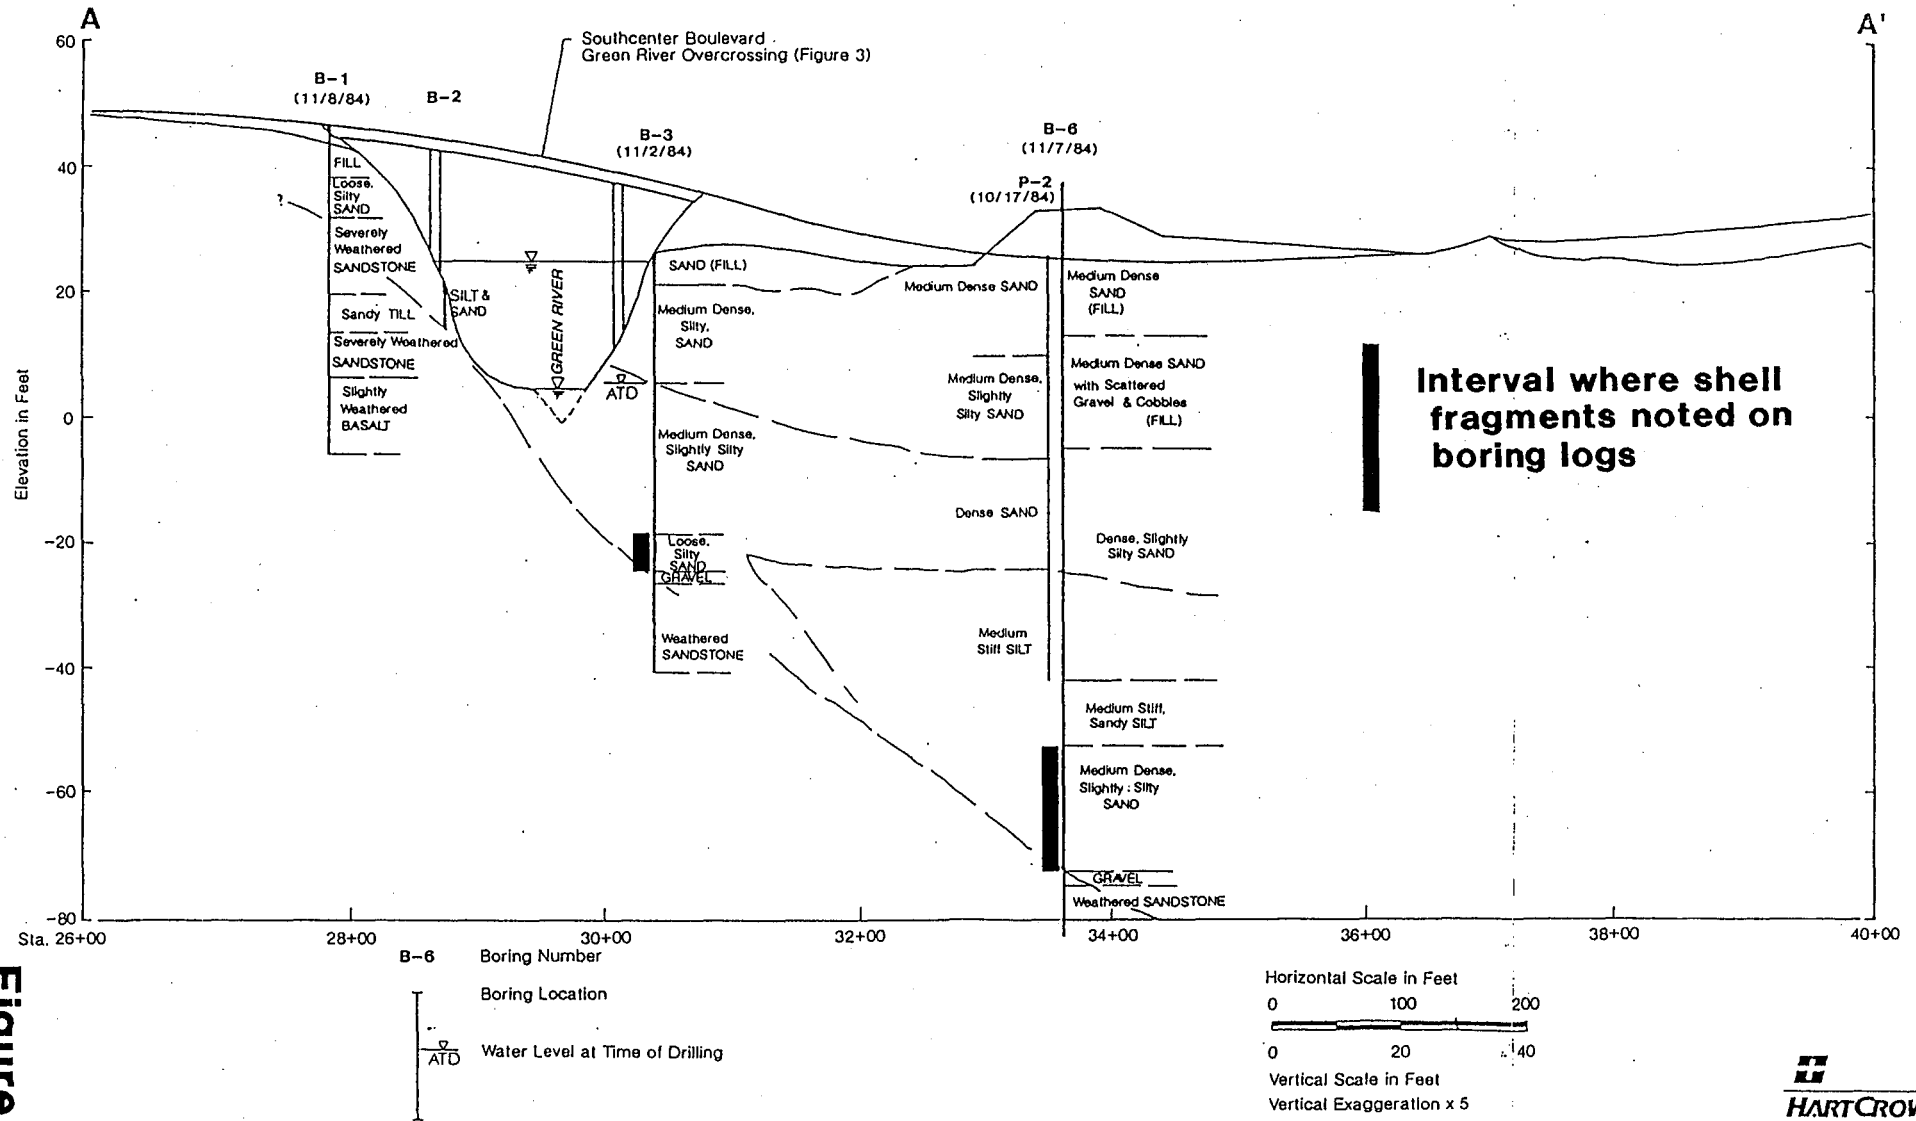 A
A'
Southcenter Boulevard
Green River Overcrossing (Figure 3)
B-1
(11/8/84)
B-2
B-3
(11/2/84)
B-6
(11/7/84)
P-2
(10/17/84)
Elevation in Feet
60
40
20
0
-20
-40
-60
-80
?
FILL
Loose,
Silty
SAND
Severely
Weathered
SANDSTONE
Sandy TILL
Severely Weathered
SANDSTONE
Slightly
Weathered
BASALT
SILT &
SAND
GREEN RIVER
ATD
SAND (FILL)
Medium Dense,
Silty,
SAND
Medium Dense,
Slightly Silty
SAND
Loose,
Silty
SAND
GRAVEL
Weathered
SANDSTONE
Medium Dense SAND
Medium Dense,
Slightly
Silty SAND
Dense SAND
Medium
Stiff SILT
Medium Dense
SAND
(FILL)
Medium Dense SAND
with Scattered
Gravel & Cobbles
(FILL)
Dense, Slightly
Silty SAND
Medium Stiff,
Sandy SILT
Medium Dense,
Slightly : Silty
SAND
GRAVEL
Weathered SANDSTONE
Interval where shell
fragments noted on
boring logs
Sta. 26+00
28+00
30+00
32+00
34+00
36+00
38+00
40+00
B-6 Boring Number
Boring Location
ATD Water Level at Time of Drilling
Horizontal Scale in Feet
0 100 200
0 20 40
Vertical Scale in Feet
Vertical Exaggeration x 5
Figure
HARTCROW